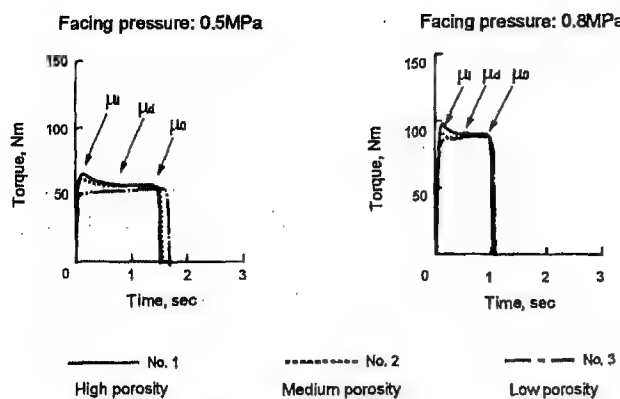 Facing pressure: 0.5MPa
150
100
50
0
Torque, Nm
μi
μd
μo
0
1
2
3
Time, sec
Facing pressure: 0.8MPa
150
100
50
0
Torque, Nm
μi
μd
μo
0
1
2
3
Time, sec
No. 1
No. 2
No. 3
High porosity
Medium porosity
Low porosity